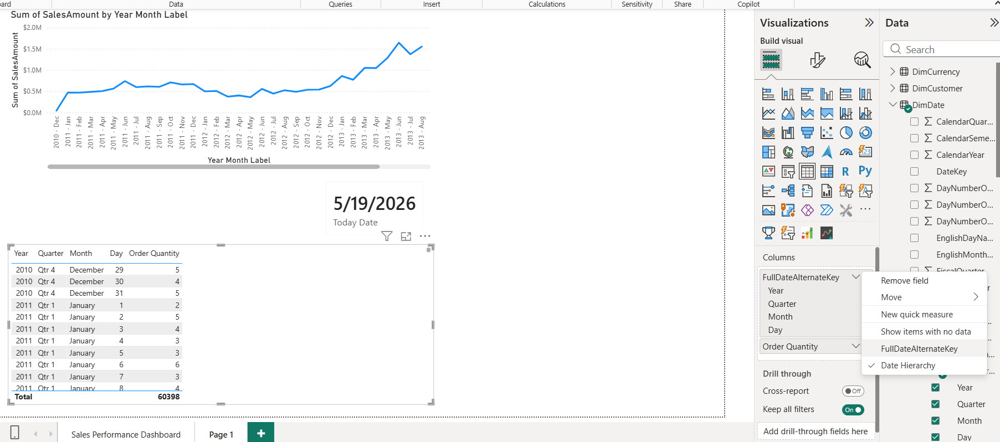 ard
Data
Queries
Insert
Calculations
Sensitivity
Share
Copilot
Sum of SalesAmount by Year Month Label
$2.0M
$1.5M
$1.0M
$0.5M
$0.0M
Sum of SalesAmount
2010 - Dec
2011 - Jan
2011 - Feb
2011 - Mar
2011 - Apr
2011 - May
2011 - Jun
2011 - Jul
2011 - Aug
2011 - Sep
2011 - Oct
2011 - Nov
2011 - Dec
2012 - Jan
2012 - Feb
2012 - Mar
2012 - Apr
2012 - May
2012 - Jun
2012 - Jul
2012 - Aug
2012 - Sep
2012 - Oct
2012 - Nov
2012 - Dec
2013 - Jan
2013 - Feb
2013 - Mar
2013 - Apr
2013 - May
2013 - Jun
2013 - Jul
2013 - Aug
Year Month Label
5/19/2026
Today Date
Year Quarter Month Day Order Quantity
2010 Qtr 4 December 29 5
2010 Qtr 4 December 30 4
2010 Qtr 4 December 31 5
2011 Qtr 1 January 1 2
2011 Qtr 1 January 2 5
2011 Qtr 1 January 3 4
2011 Qtr 1 January 4 3
2011 Qtr 1 January 5 3
2011 Qtr 1 January 6 6
2011 Qtr 1 January 7 3
2011 Qtr 1 January 8 4
Total 60398
Sales Performance Dashboard
Page 1
+
Visualizations
Build visual
123
R
Py
...
Columns
FullDateAlternateKey
Year
Quarter
Month
Day
Order Quantity
Drill through
Cross-report
Off
Keep all filters
On
Add drill-through fields here
Remove field
Move
New quick measure
Show items with no data
FullDateAlternateKey
Date Hierarchy
Data
Search
DimCurrency
DimCustomer
DimDate
CalendarQuar...
CalendarSeme...
CalendarYear
DateKey
DayNumberO...
DayNumberO...
DayNumberO...
EnglishDayNa...
EnglishMonth...
FiscalQuarter
Year
Quarter
Month
Day